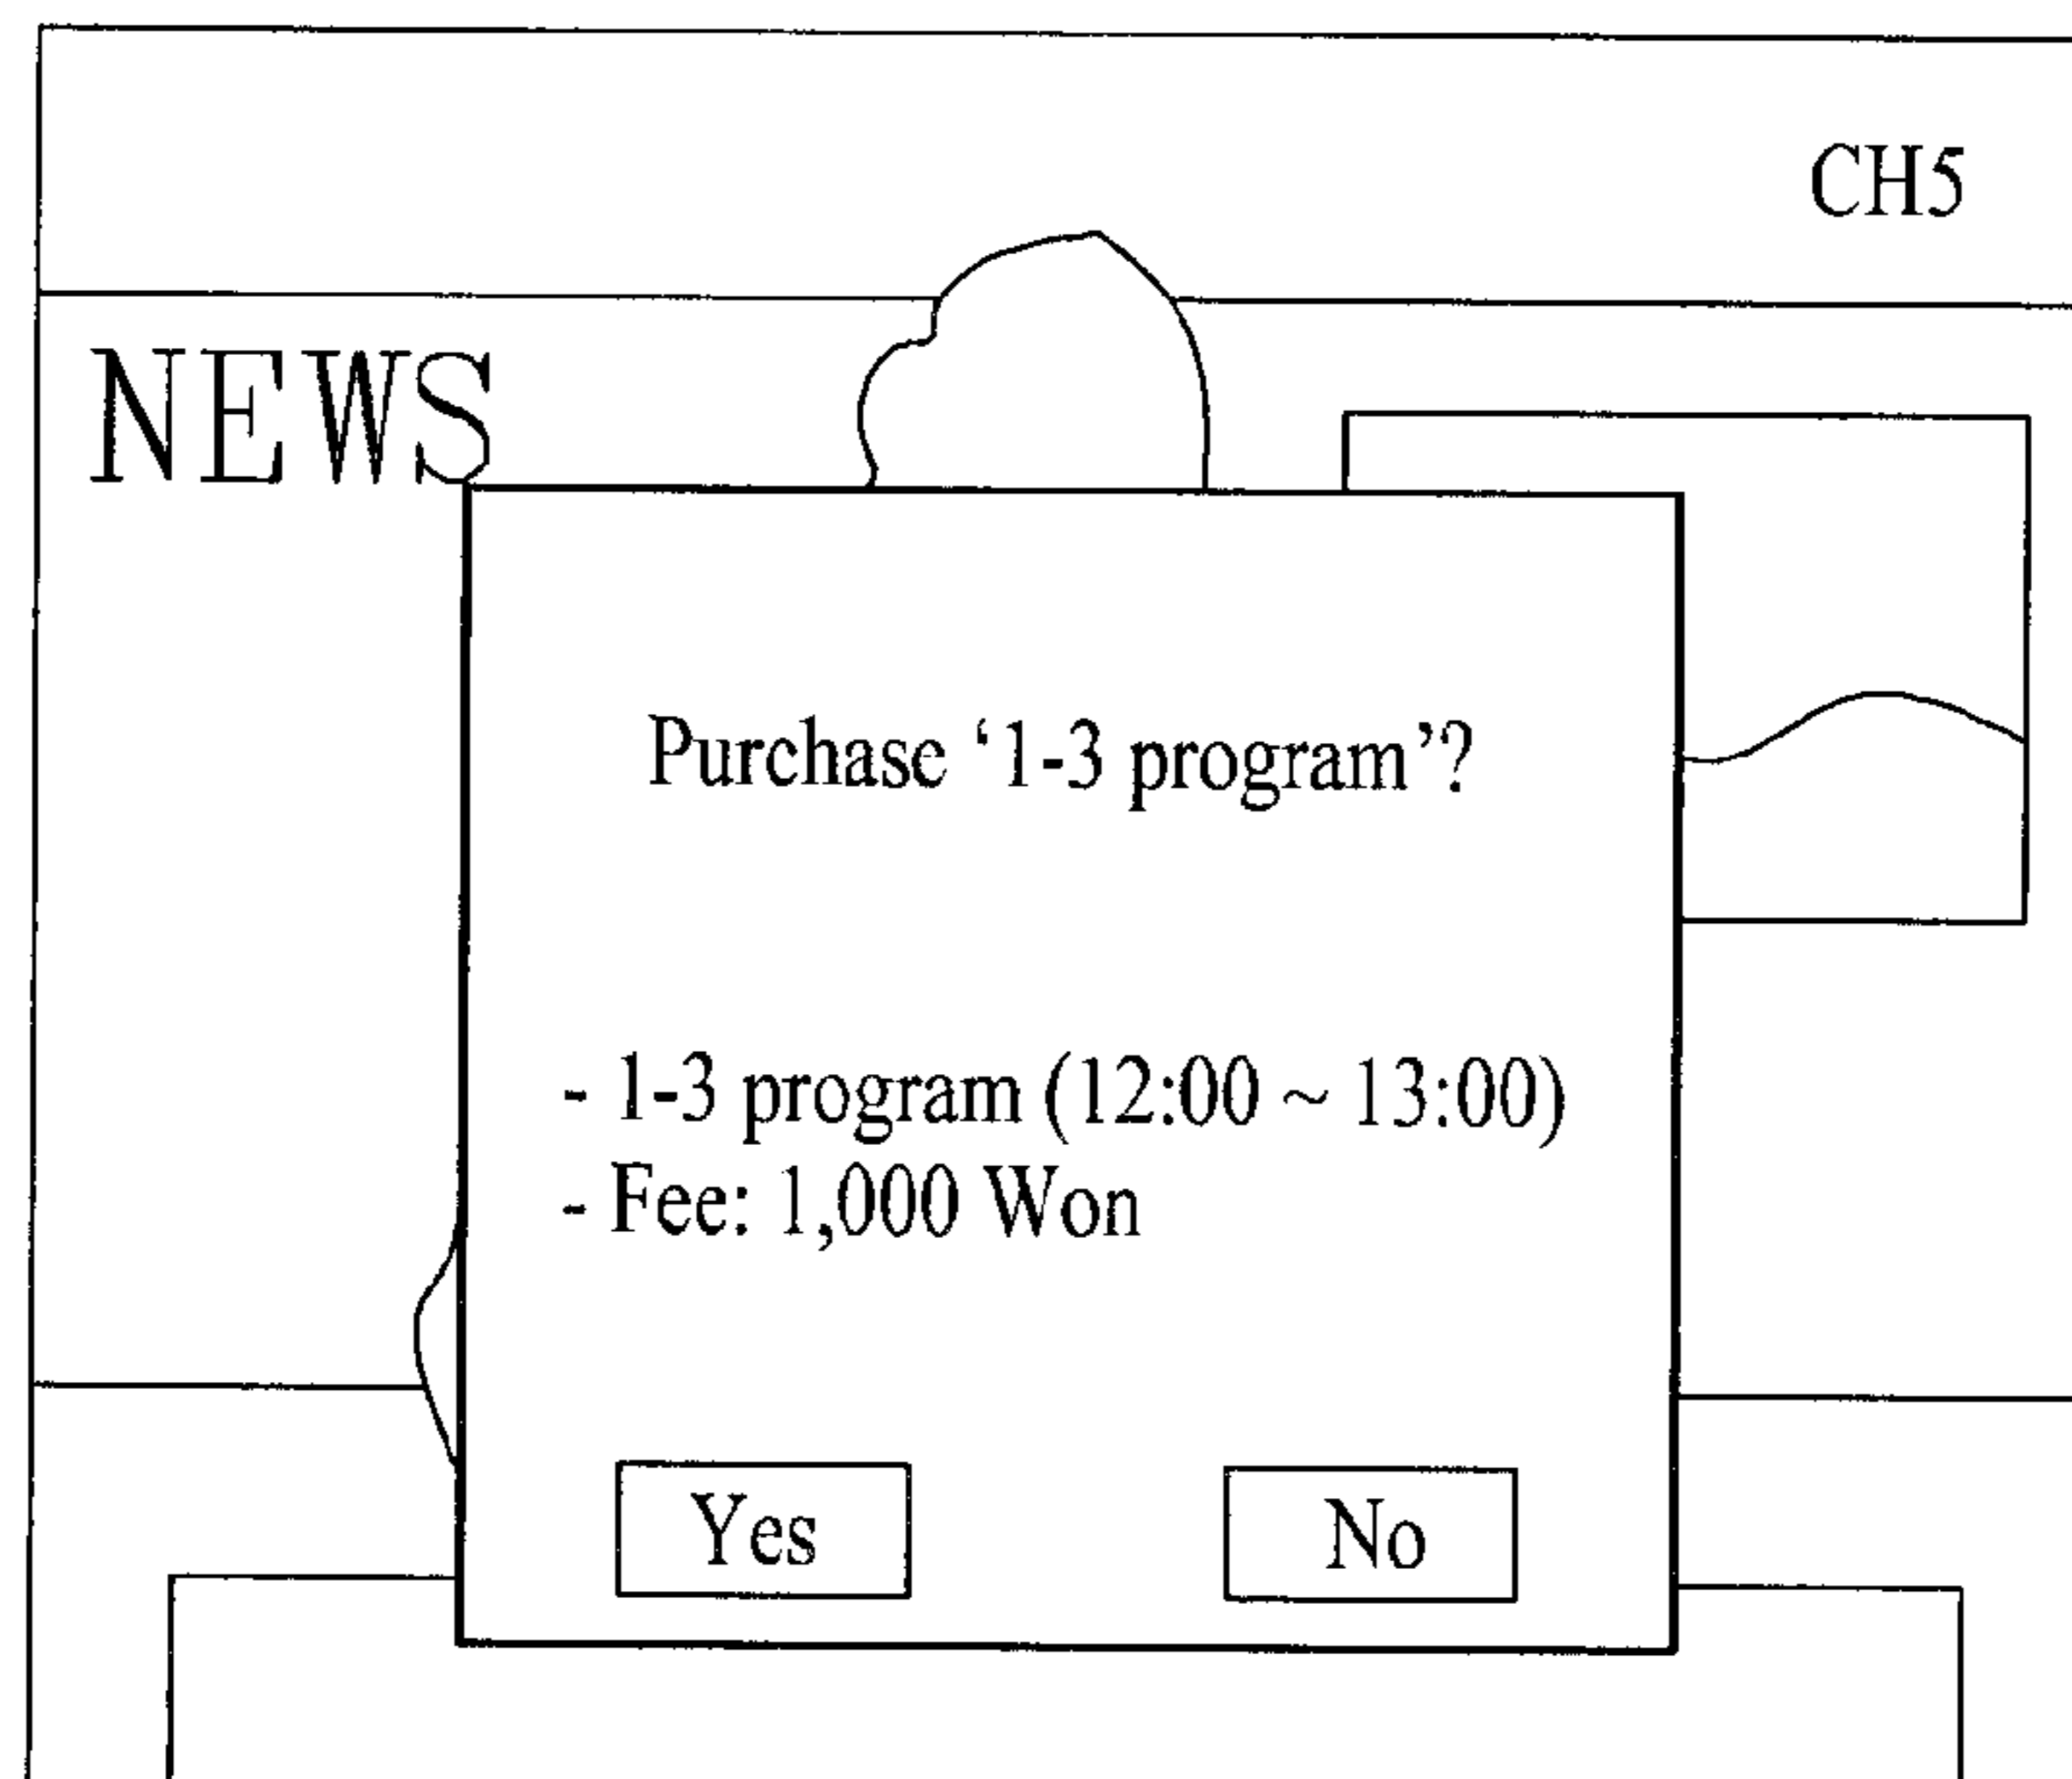 CH5
NEWS
Purchase ‘1-3 program’?
- 1-3 program (12:00 ~ 13:00)
- Fee: 1,000 Won
Yes
No